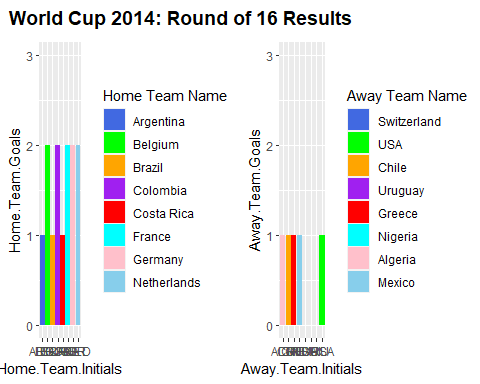 World Cup 2014: Round of 16 Results
Home.Team.Goals
3
2
1
0
Home.Team.Initials
Home Team Name
Argentina
Belgium
Brazil
Colombia
Costa Rica
France
Germany
Netherlands
Away.Team.Goals
3
2
1
0
Away.Team.Initials
Away Team Name
Switzerland
USA
Chile
Uruguay
Greece
Nigeria
Algeria
Mexico